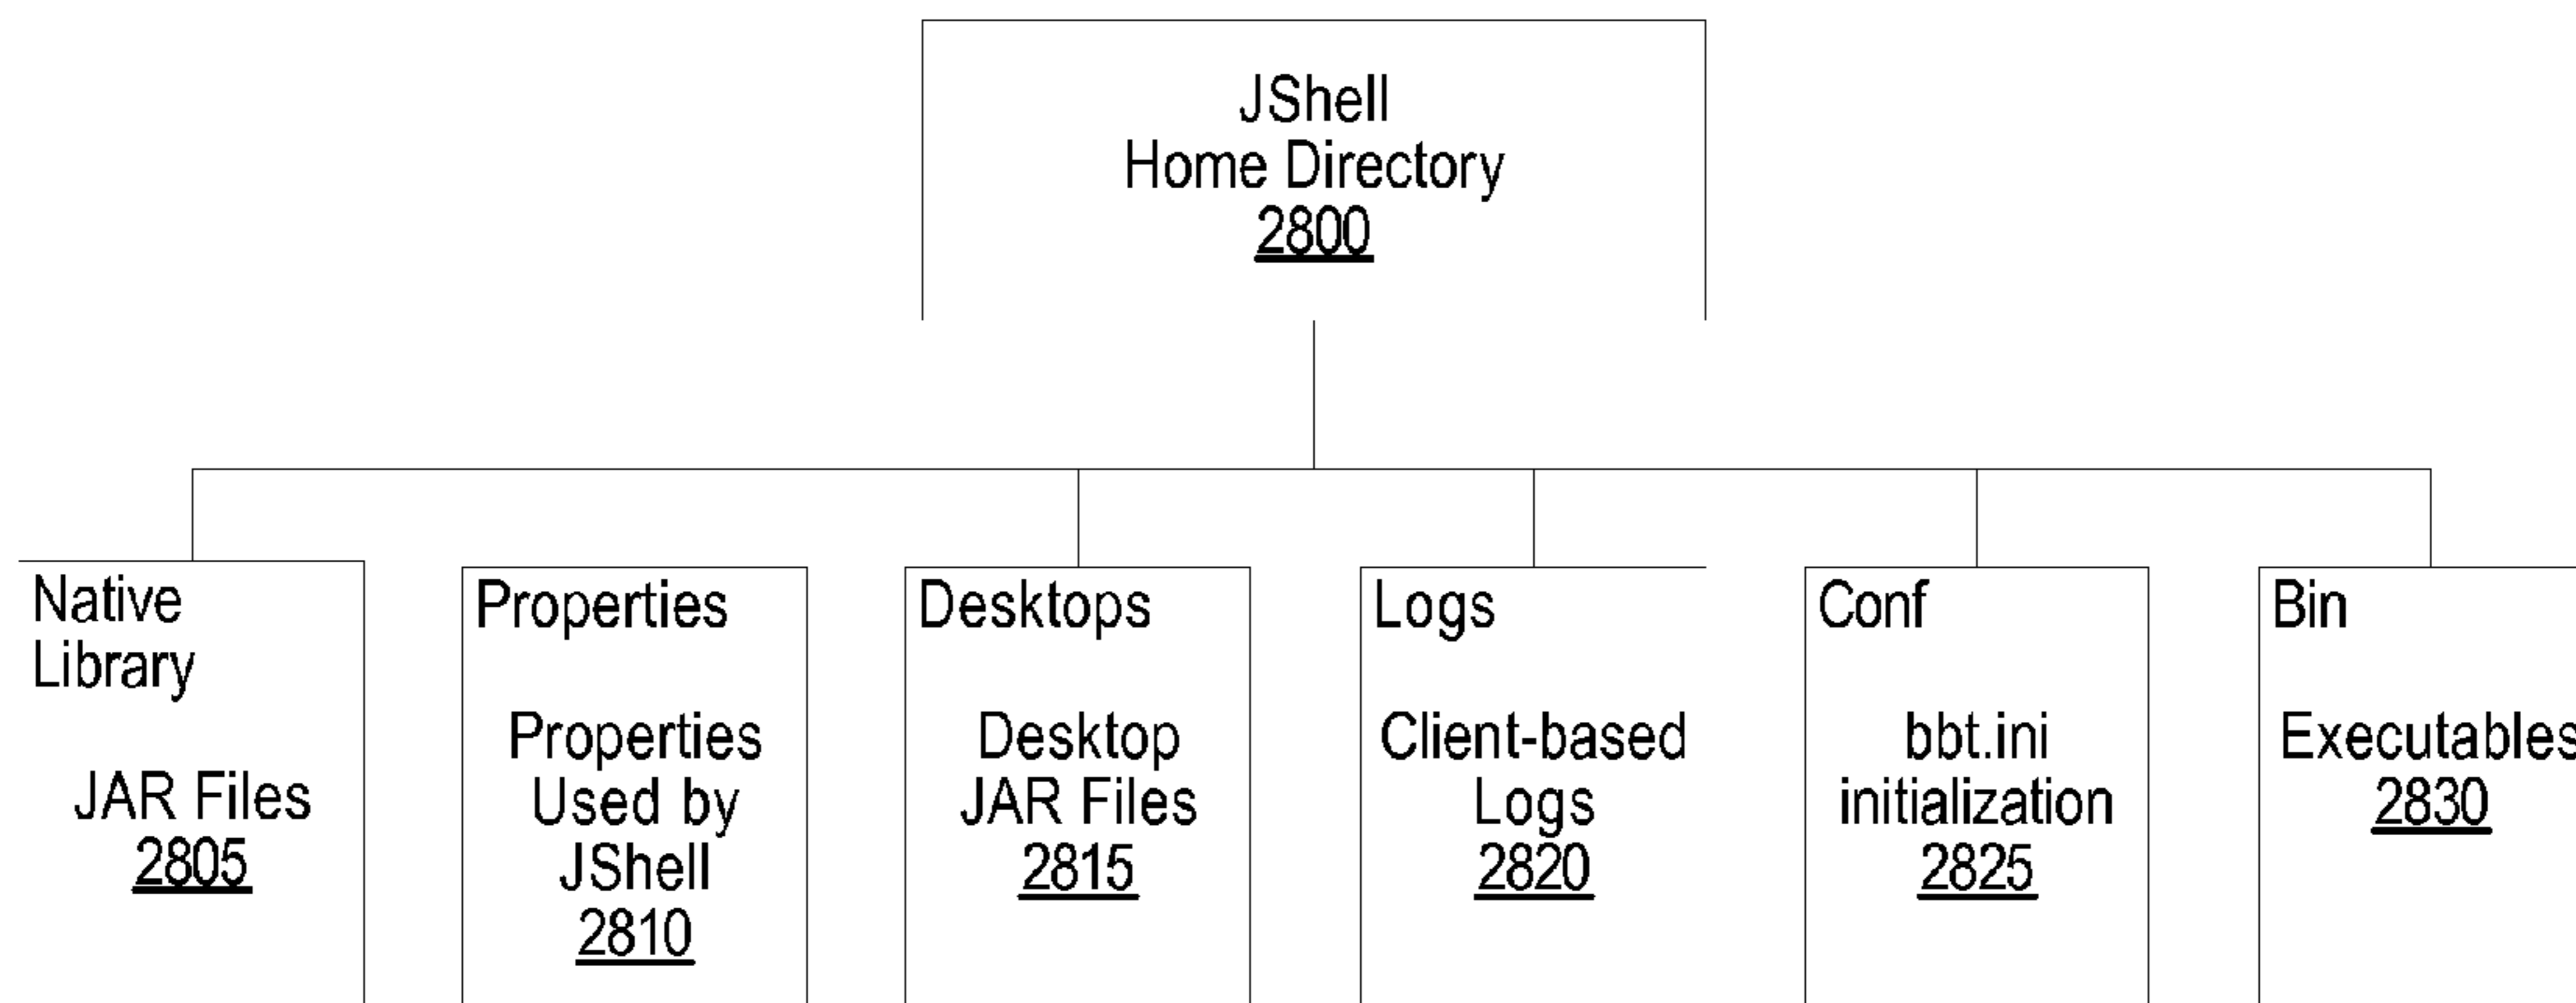 JShell
Home Directory
2800
Native
Library
JAR Files
2805
Properties
Properties
Used by
JShell
2810
Desktops
Desktop
JAR Files
2815
Logs
Client-based
Logs
2820
Conf
bbt.ini
initialization
2825
Bin
Executables
2830